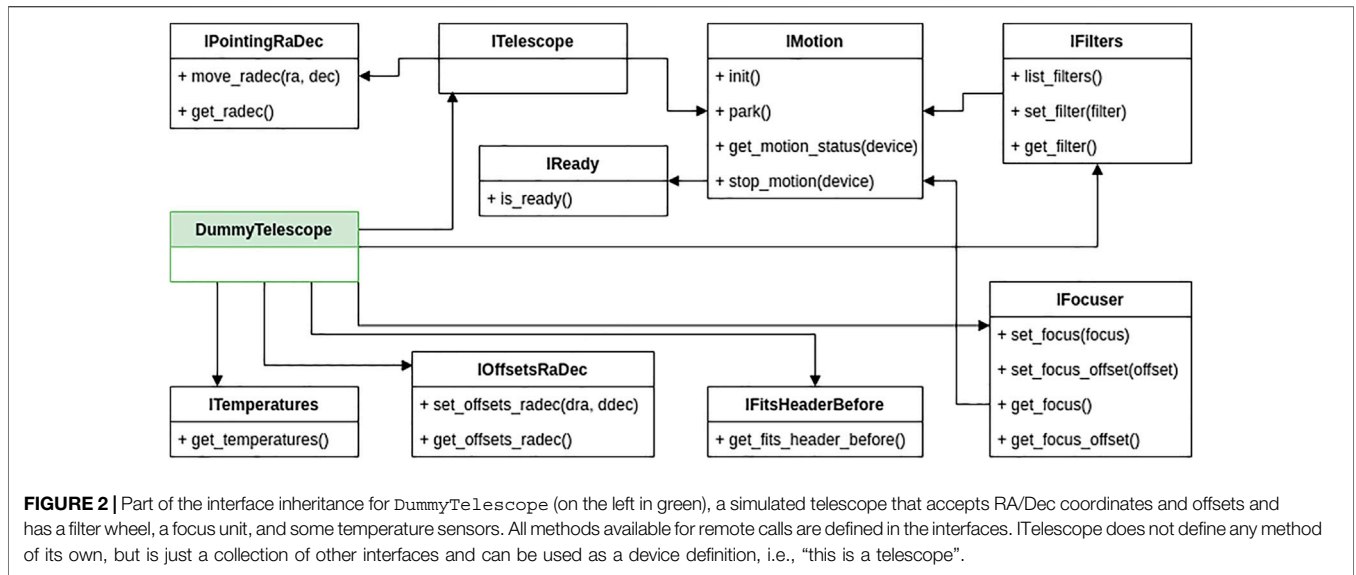 IPointingRaDec
+ move_radec(ra, dec)
+ get_radec()
ITelescope
IMotion
+ init()
+ park()
+ get_motion_status(device)
+ stop_motion(device)
IFilters
+ list_filters()
+ set_filter(filter)
+ get_filter()
IReady
+ is_ready()
DummyTelescope
IFocuser
+ set_focus(focus)
+ set_focus_offset(offset)
+ get_focus()
+ get_focus_offset()
ITemperatures
+ get_temperatures()
IOffsetsRaDec
+ set_offsets_radec(dra, ddec)
+ get_offsets_radec()
IFitsHeaderBefore
+ get_fits_header_before()
FIGURE 2 | Part of the interface inheritance for DummyTelescope (on the left in green), a simulated telescope that accepts RA/Dec coordinates and offsets and
has a filter wheel, a focus unit, and some temperature sensors. All methods available for remote calls are defined in the interfaces. ITelescope does not define any method
of its own, but is just a collection of other interfaces and can be used as a device definition, i.e., “this is a telescope”.